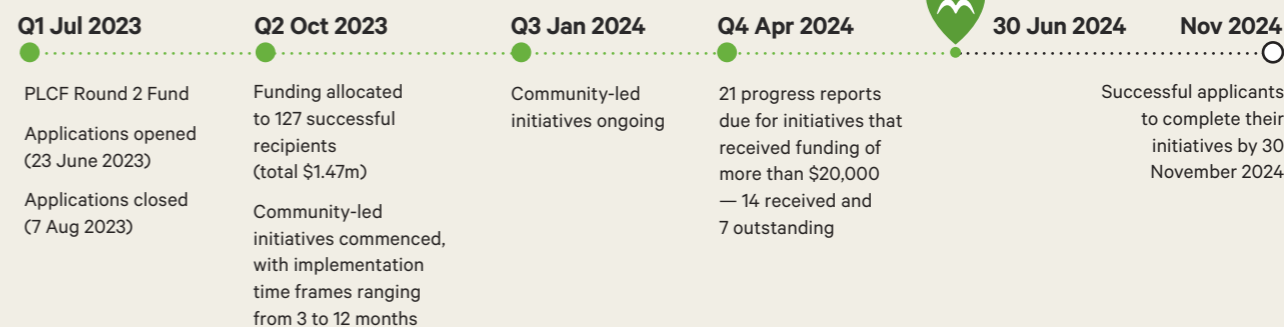 Q1 Jul 2023
PLCF Round 2 Fund
Applications opened
(23 June 2023)
Applications closed
(7 Aug 2023)
Q2 Oct 2023
Funding allocated
to 127 successful
recipients
(total $1.47m)
Community-led
initiatives commenced,
with implementation
time frames ranging
from 3 to 12 months
Q3 Jan 2024
Community-led
initiatives ongoing
Q4 Apr 2024
21 progress reports
due for initiatives that
received funding of
more than $20,000
— 14 received and
7 outstanding
30 Jun 2024
Nov 2024
Successful applicants
to complete their
initiatives by 30
November 2024